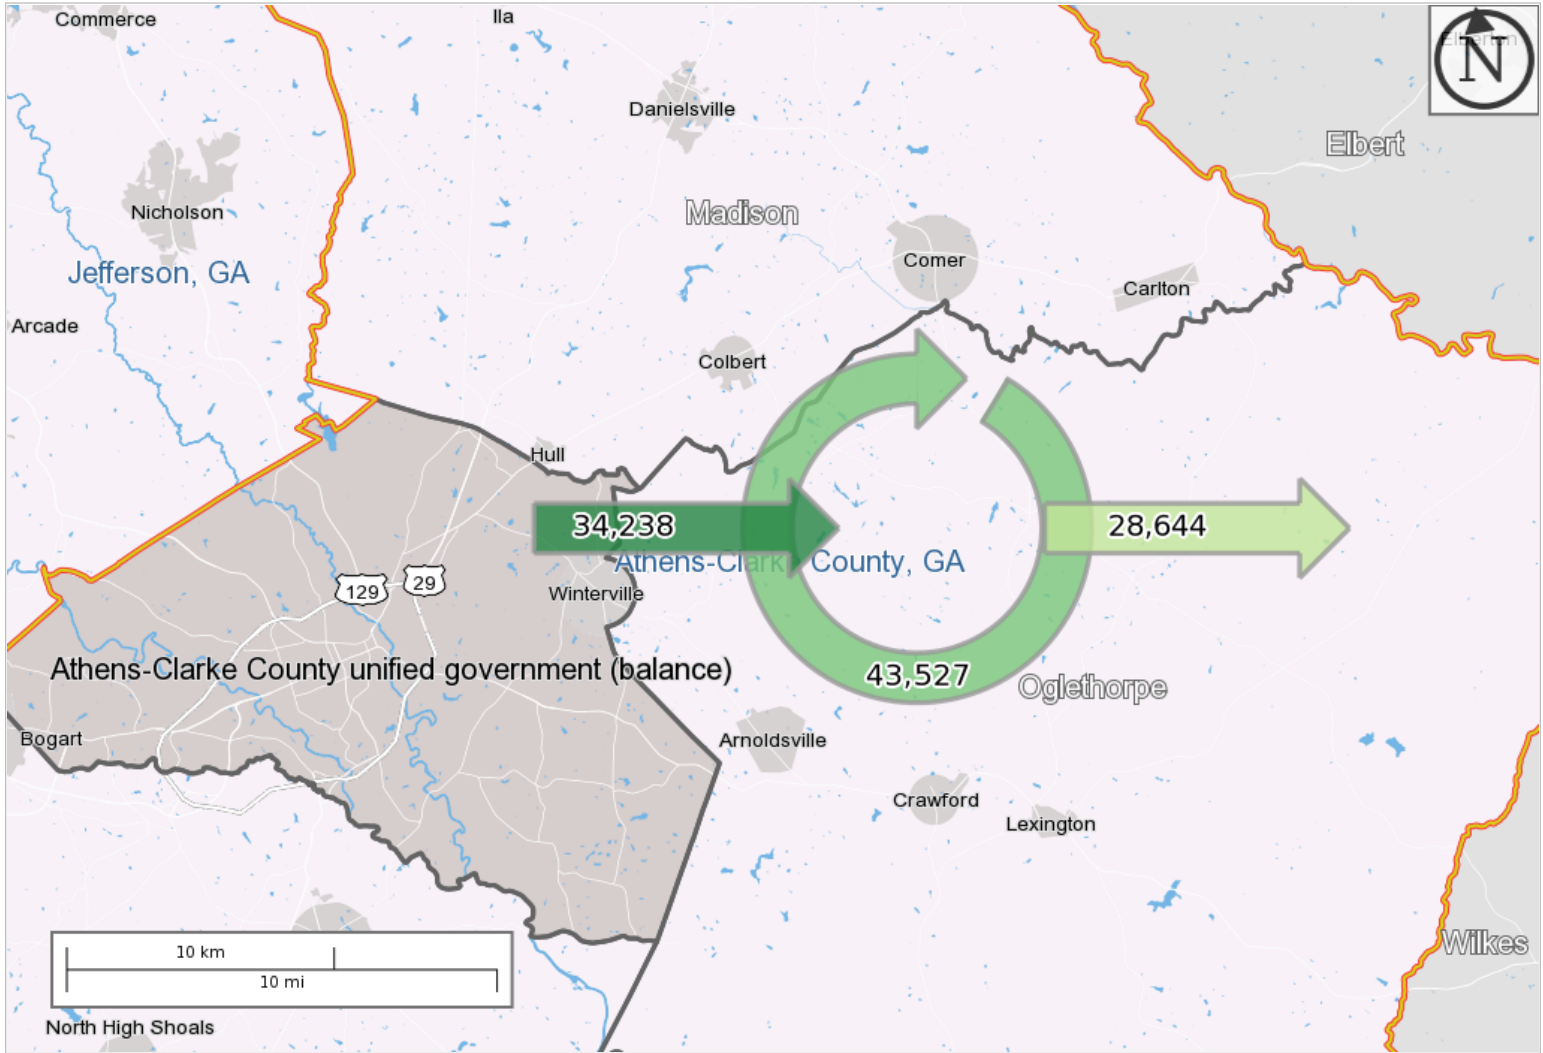 Commerce
Ila
Elberton
N
Danielsville
Elbert
Nicholson
Madison
Jefferson, GA
Comer
Carlton
Arcade
Colbert
Hull
34,238
28,644
Athens-Clarke County, GA
129
29
Winterville
Athens-Clarke County unified government (balance)
43,527
Oglethorpe
Bogart
Arnoldsville
Crawford
Lexington
10 km
10 mi
Wilkes
North High Shoals